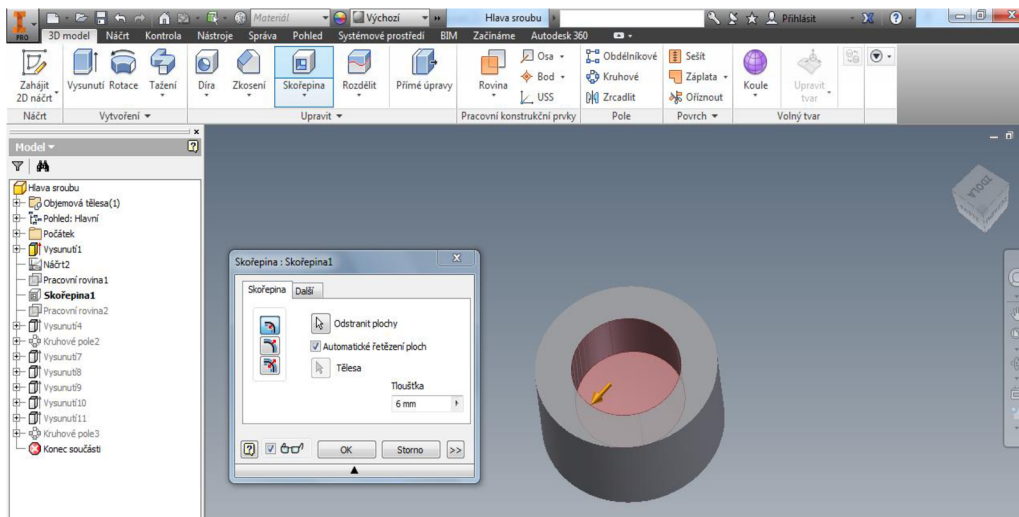 Materiál Výchozí Hlava sroubu Přihlásit
PRO 3D model Náčrt Kontrola Nástroje Správa Pohled Systémové prostředí BIM Začínáme Autodesk 360
Zahájit 2D náčrt
Vysunutí Rotace Tažení
Díra Zkosení Skořepina Rozdělit Přímé úpravy
Rovina
Osa
Bod
USS
Obdélníkové
Kruhové
Zrcadlit
Sešít
Záplata
Oříznout
Koule
Upravit tvar
Náčrt Vytvoření Upravit Pracovní konstrukční prvky Pole Povrch Volný tvar
Model
Hlava sroubu
Objemová tělesa(1)
Pohled: Hlavní
Počátek
Vysunutí1
Náčrt2
Pracovní rovina1
Skořepina1
Pracovní rovina2
Vysunutí4
Kruhové pole2
Vysunutí7
Vysunutí8
Vysunutí9
Vysunutí10
Vysunutí11
Kruhové pole3
Konec součásti
Skořepina : Skořepina1
Skořepina Další
Odstranit plochy
Automatické řetězení ploch
Tělesa
Tloušťka
6 mm
OK Storno >>
ZDOLA